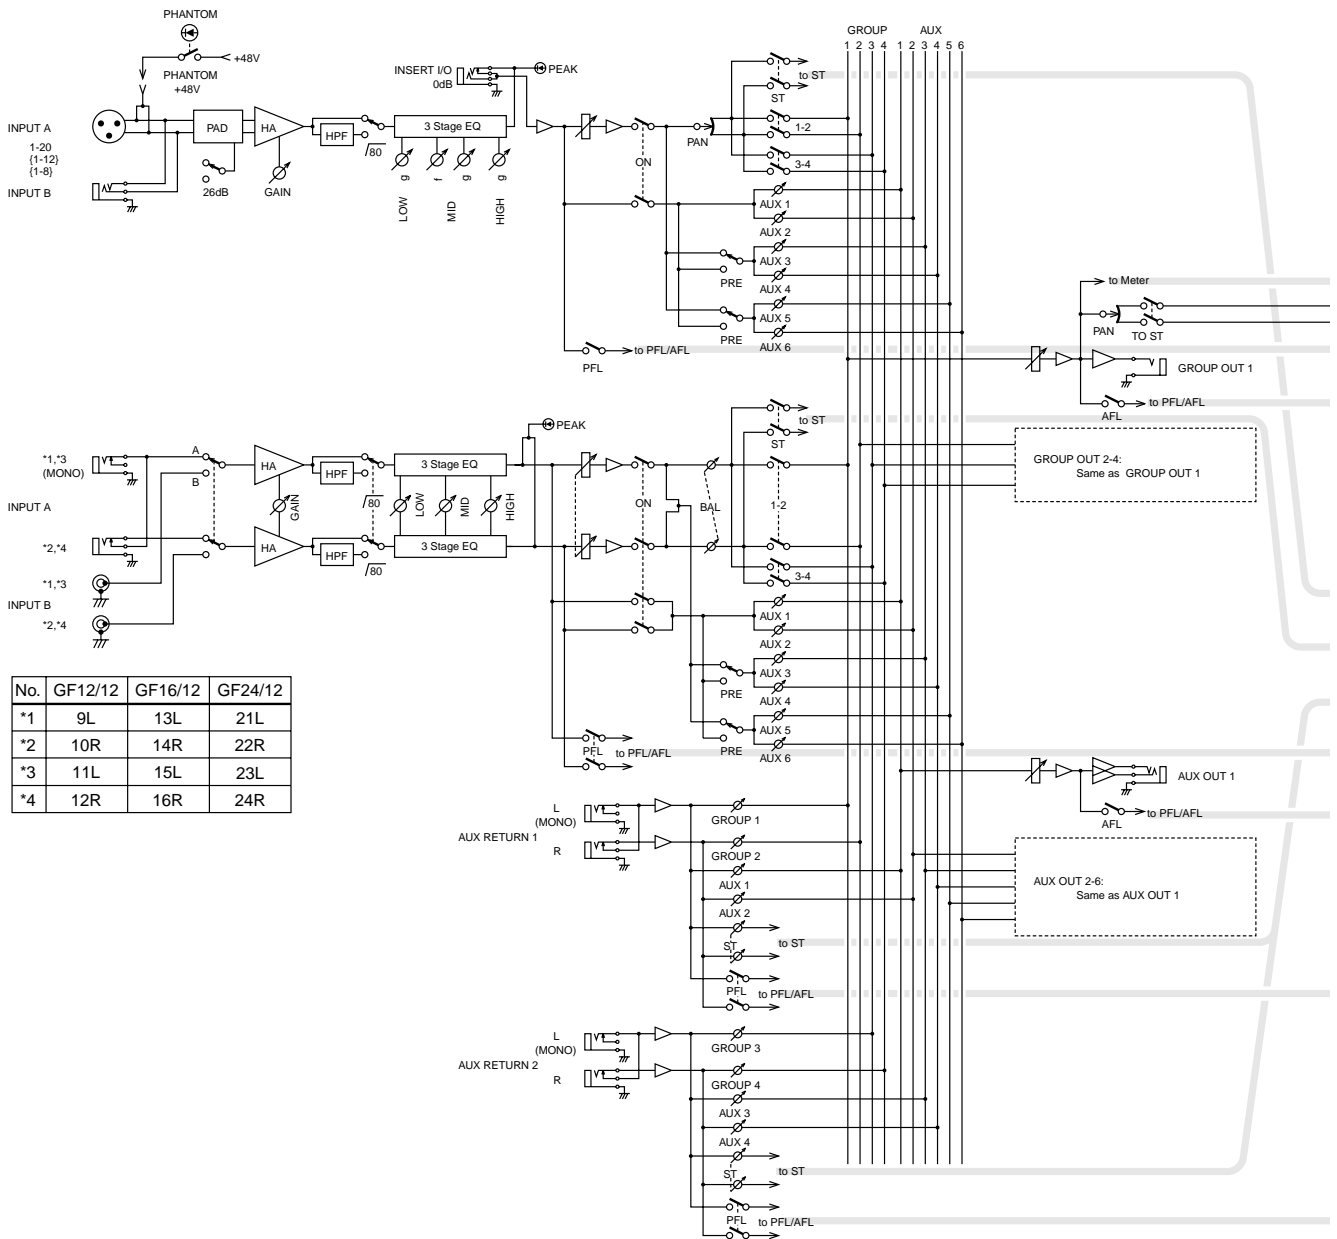 PHANTOM
+48V
PHANTOM
+48V
INPUT A
1-20
{1-12}
{1-8}
INPUT B
PAD
26dB
HA
GAIN
HPF
80
INSERT I/O
0dB
PEAK
3 Stage EQ
g f g g
LOW MID HIGH
ON
PFL
to PFL/AFL
PAN
GROUP AUX
1 2 3 4 1 2 3 4 5 6
to ST
ST
1-2
3-4
AUX 1
AUX 2
AUX 3
PRE
AUX 4
AUX 5
PRE
AUX 6
to Meter
PAN
TO ST
GROUP OUT 1
AFL
to PFL/AFL
GROUP OUT 2-4:
Same as GROUP OUT 1
*1,*3
(MONO)
INPUT A
*2,*4
*1,*3
INPUT B
*2,*4
A
B
HA
GAIN
HA
HPF
80
HPF
80
3 Stage EQ
LOW MID HIGH
3 Stage EQ
PEAK
ON
BAL
to ST
ST
1-2
3-4
AUX 1
AUX 2
AUX 3
PRE
AUX 4
AUX 5
PRE
AUX 6
PFL
to PFL/AFL
No. GF12/12 GF16/12 GF24/12
*1 9L 13L 21L
*2 10R 14R 22R
*3 11L 15L 23L
*4 12R 16R 24R
AUX OUT 1
AFL
to PFL/AFL
AUX OUT 2-6:
Same as AUX OUT 1
L
(MONO)
AUX RETURN 1
R
GROUP 1
GROUP 2
AUX 1
AUX 2
ST
to ST
PFL
to PFL/AFL
L
(MONO)
AUX RETURN 2
R
GROUP 3
GROUP 4
AUX 3
AUX 4
ST
to ST
PFL
to PFL/AFL